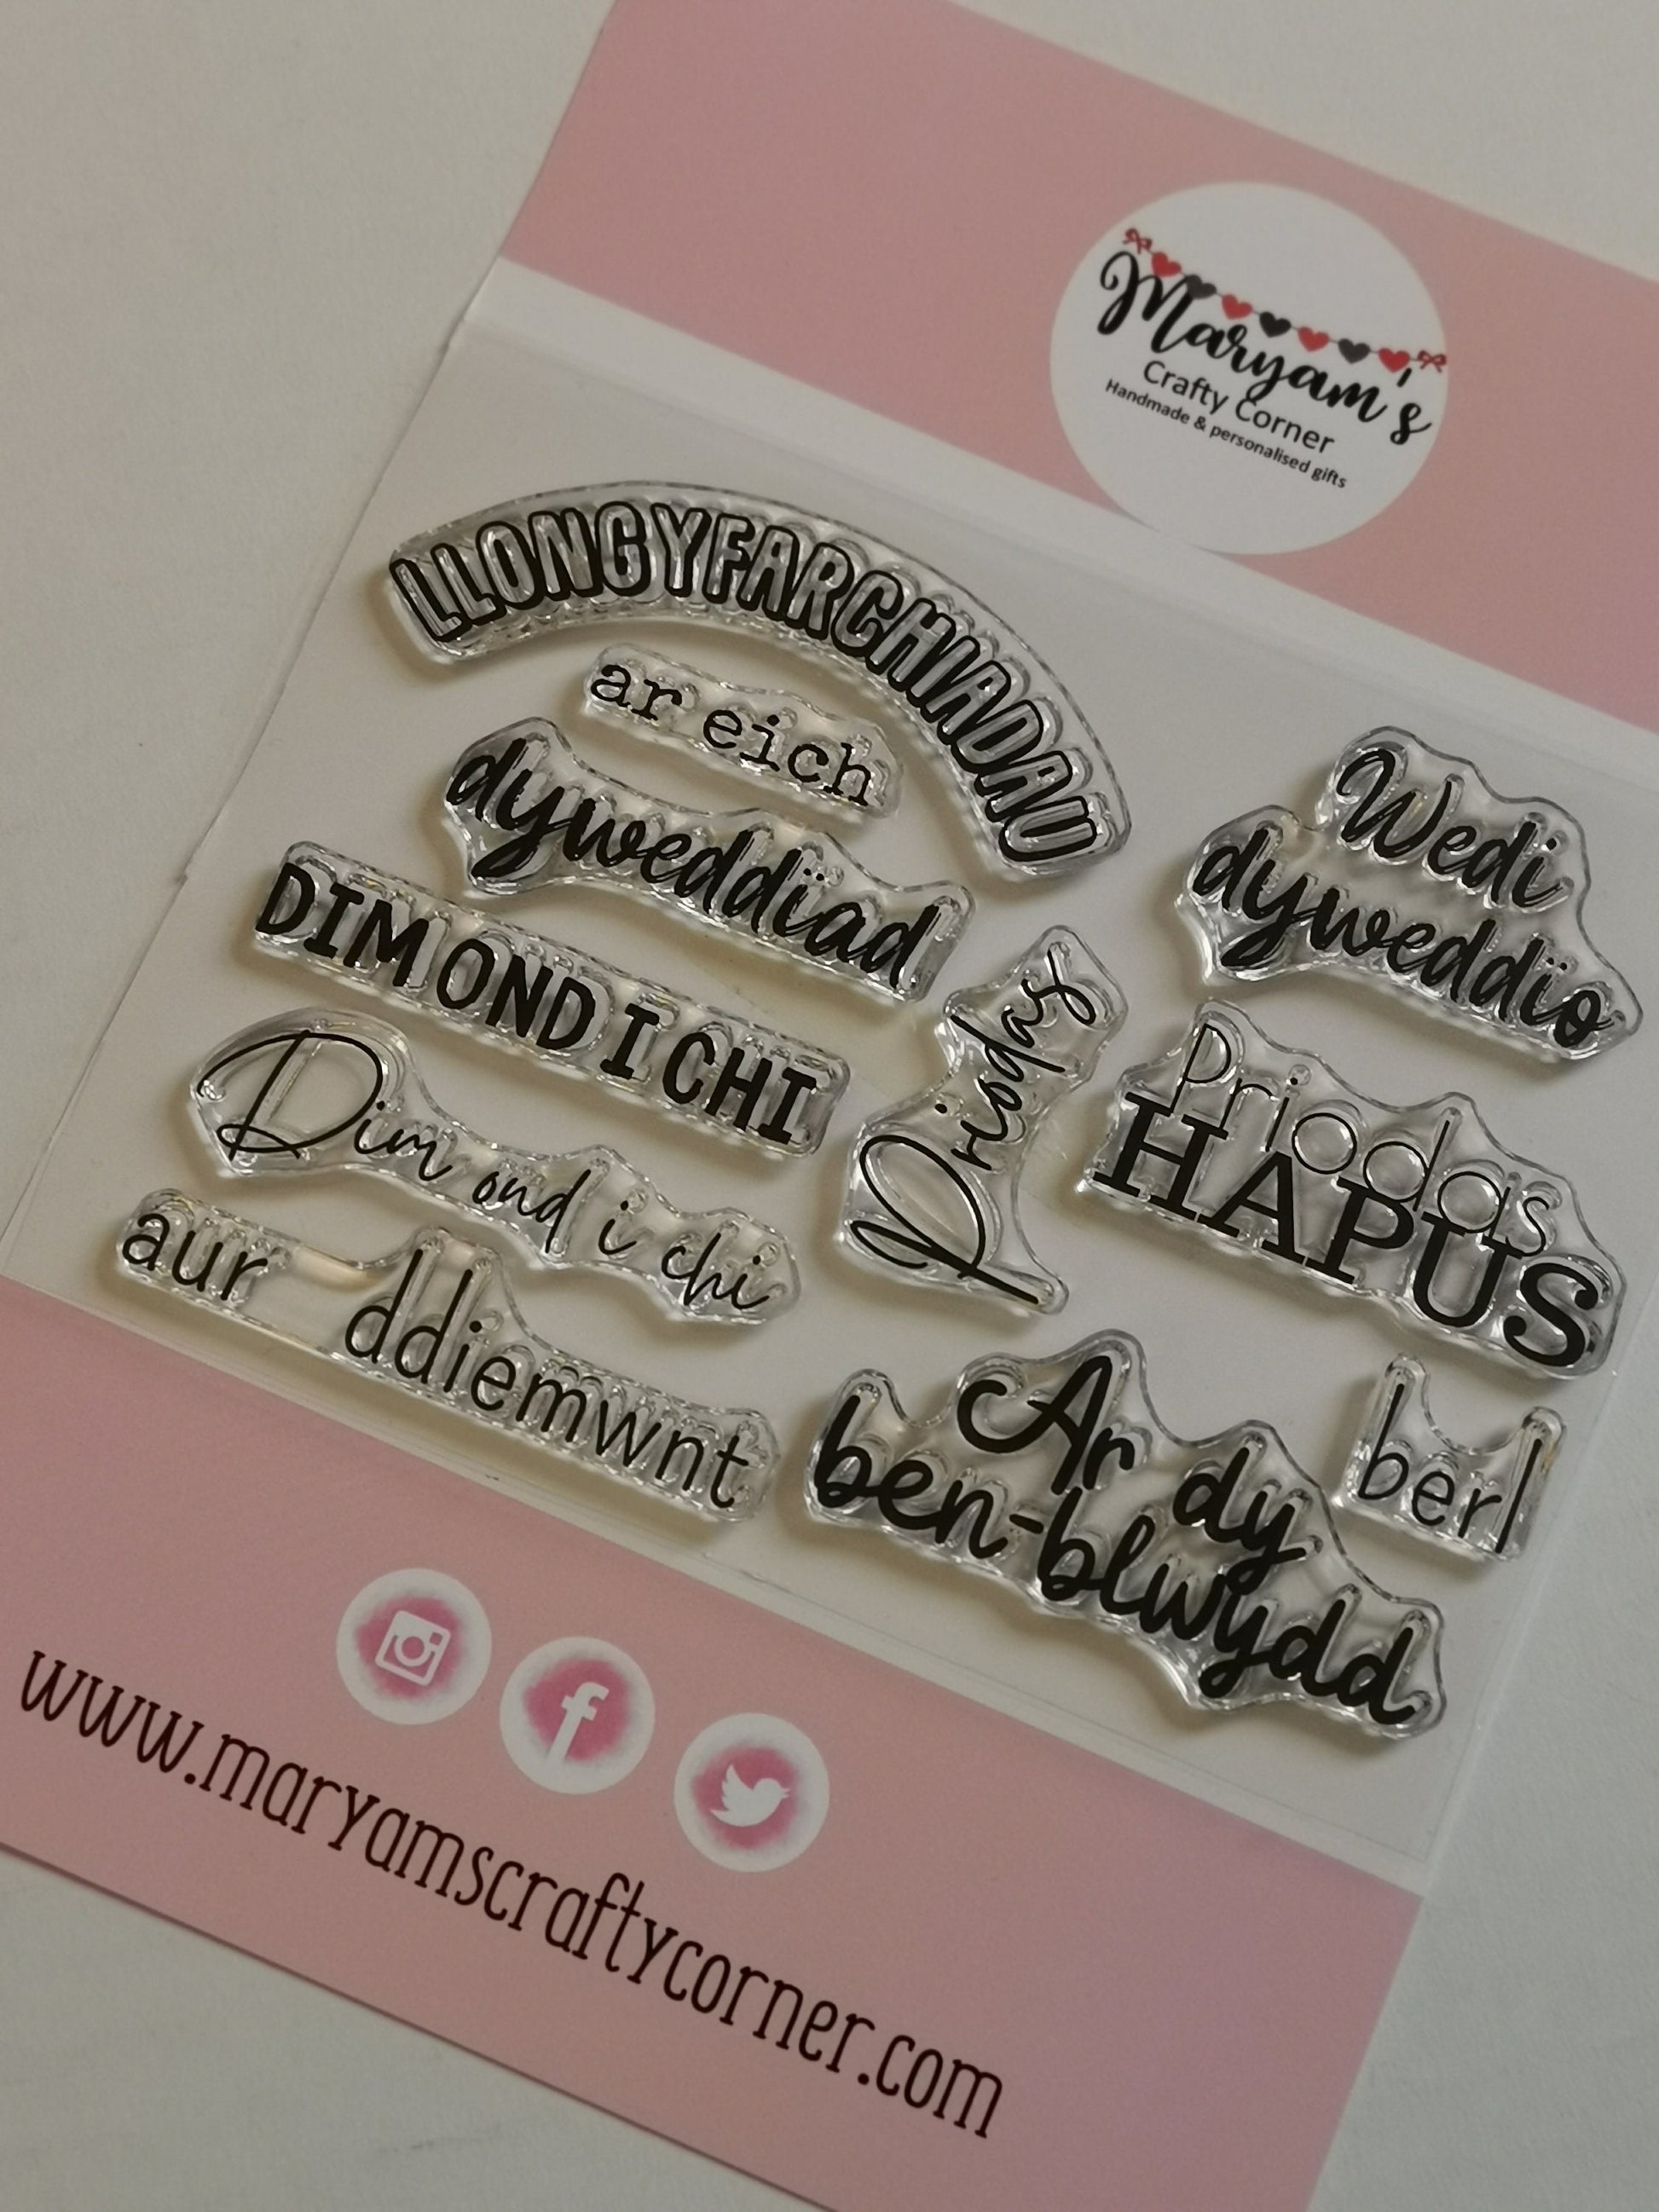 Maryam's
Crafty Corner
Handmade & personalised gifts
LLONGYFARCHIADAU
ar eich
dyweddïad
Wedi
dyweddïo
DIM OND I CHI
Dim ond i chi
Priodas
Priodas
HAPUS
aur ddiemwnt
Ar dy
ben-blwydd
berl
www.maryamscraftycorner.com